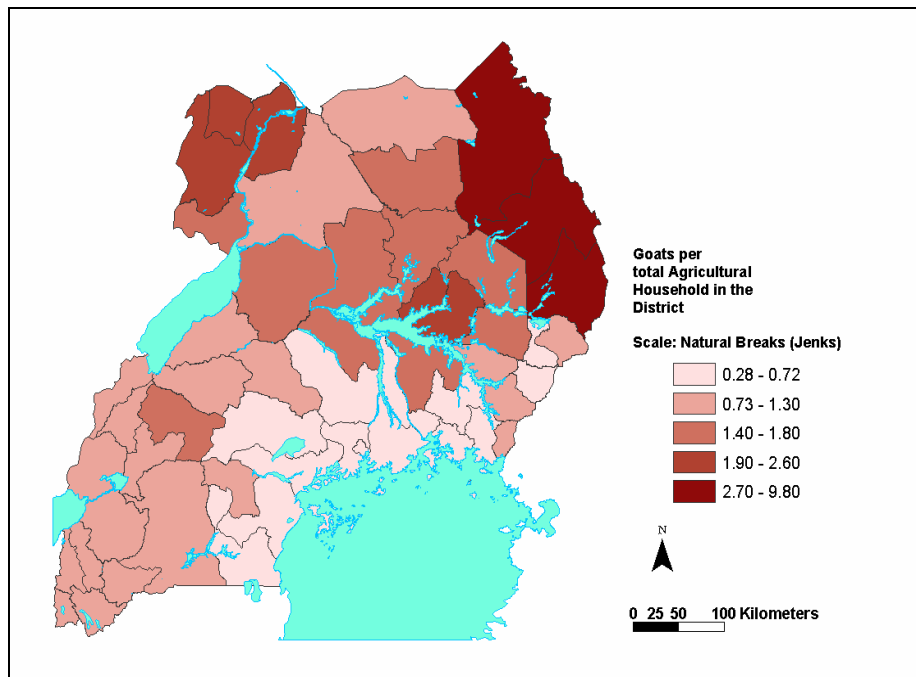 Goats per
total Agricultural
Household in the
District
Scale: Natural Breaks (Jenks)
0.28 - 0.72
0.73 - 1.30
1.40 - 1.80
1.90 - 2.60
2.70 - 9.80
N
0 25 50 100 Kilometers